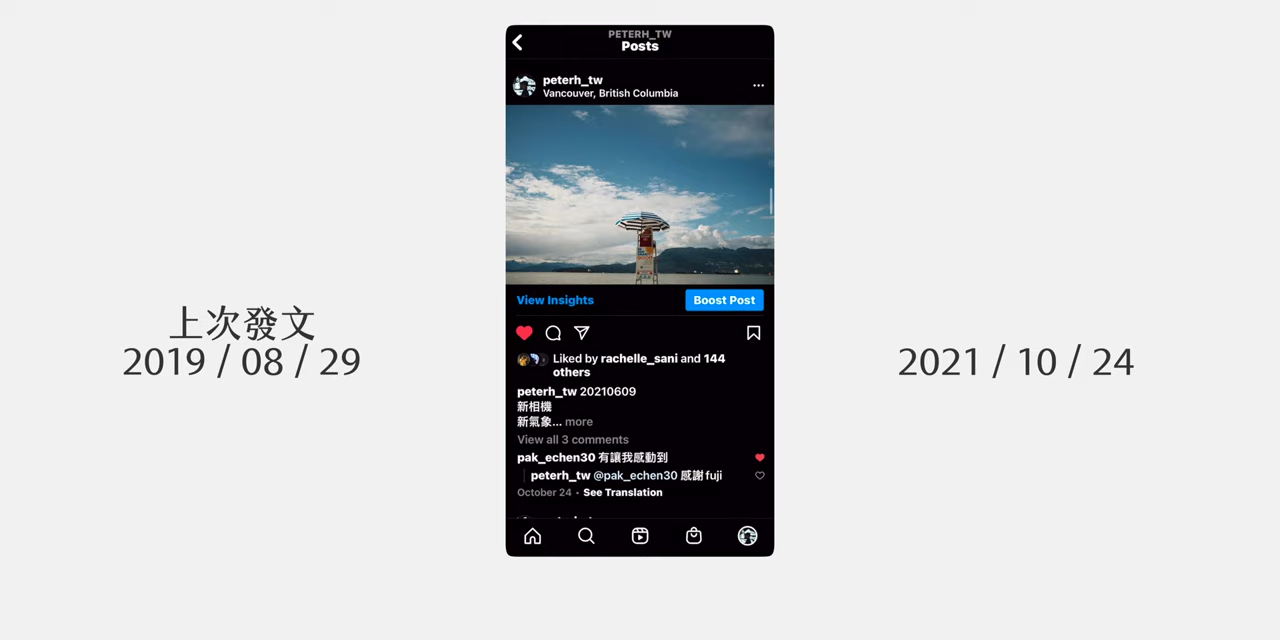 上次發文
2019 / 08 / 29
PETERH_TW
Posts
peterh_tw
Vancouver, British Columbia
View Insights
Boost Post
Liked by rachelle_sani and 144
others
peterh_tw 20210609
新相機
新氣象... more
View all 3 comments
pak_echen30 有讓我感動到
peterh_tw @pak_echen30 感謝 fuji
October 24 · See Translation
2021 / 10 / 24